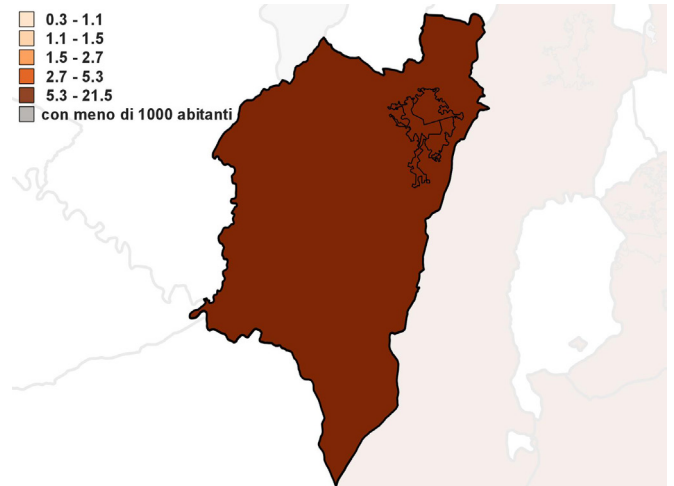 0.3 - 1.1
1.1 - 1.5
1.5 - 2.7
2.7 - 5.3
5.3 - 21.5
con meno di 1000 abitanti